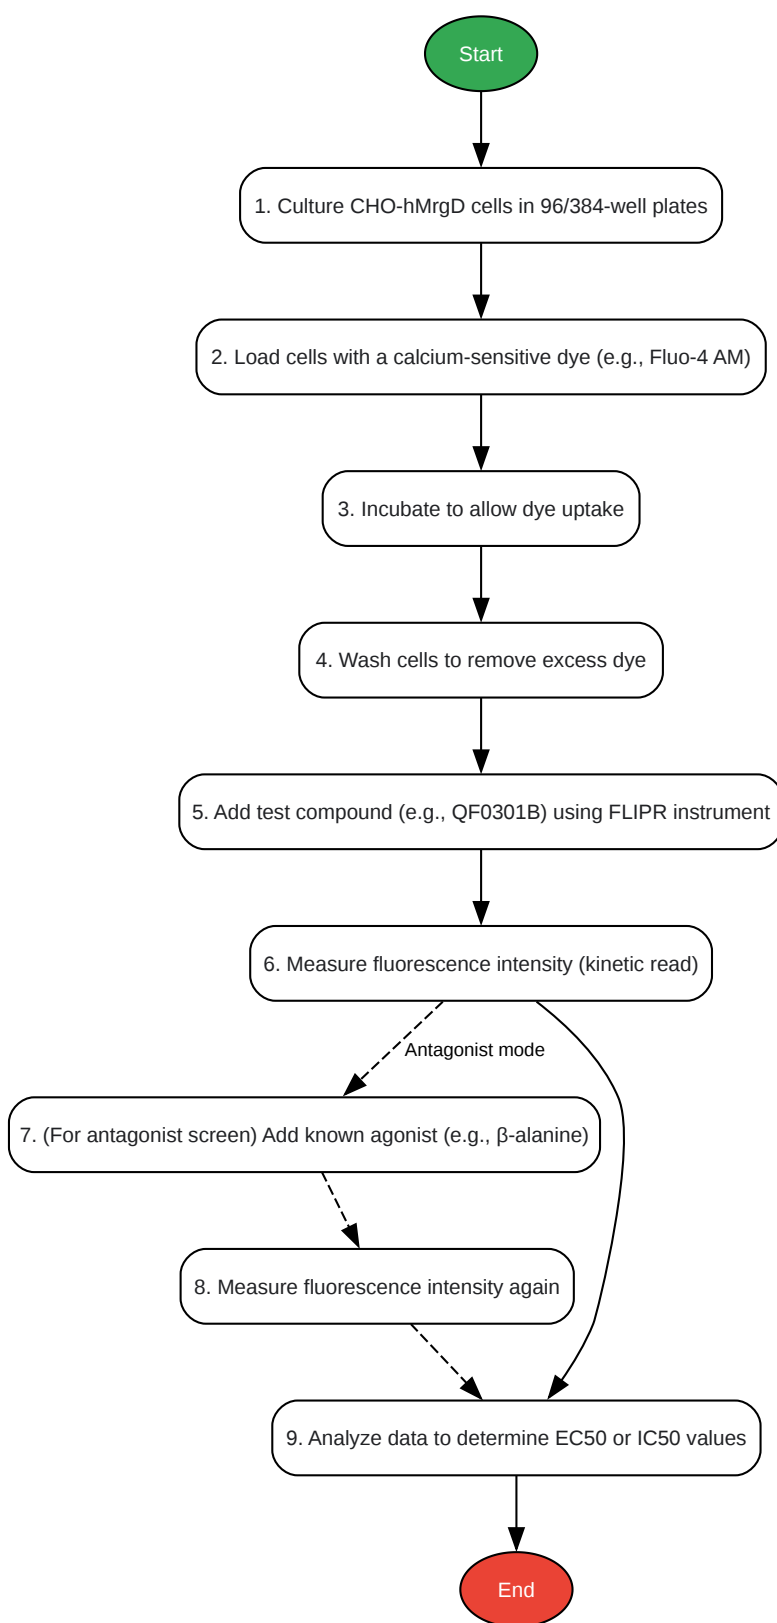 Start
1. Culture CHO-hMrgD cells in 96/384-well plates
2. Load cells with a calcium-sensitive dye (e.g., Fluo-4 AM)
3. Incubate to allow dye uptake
4. Wash cells to remove excess dye
5. Add test compound (e.g., QF0301B) using FLIPR instrument
6. Measure fluorescence intensity (kinetic read)
Antagonist mode
7. (For antagonist screen) Add known agonist (e.g., β-alanine)
8. Measure fluorescence intensity again
9. Analyze data to determine EC50 or IC50 values
End